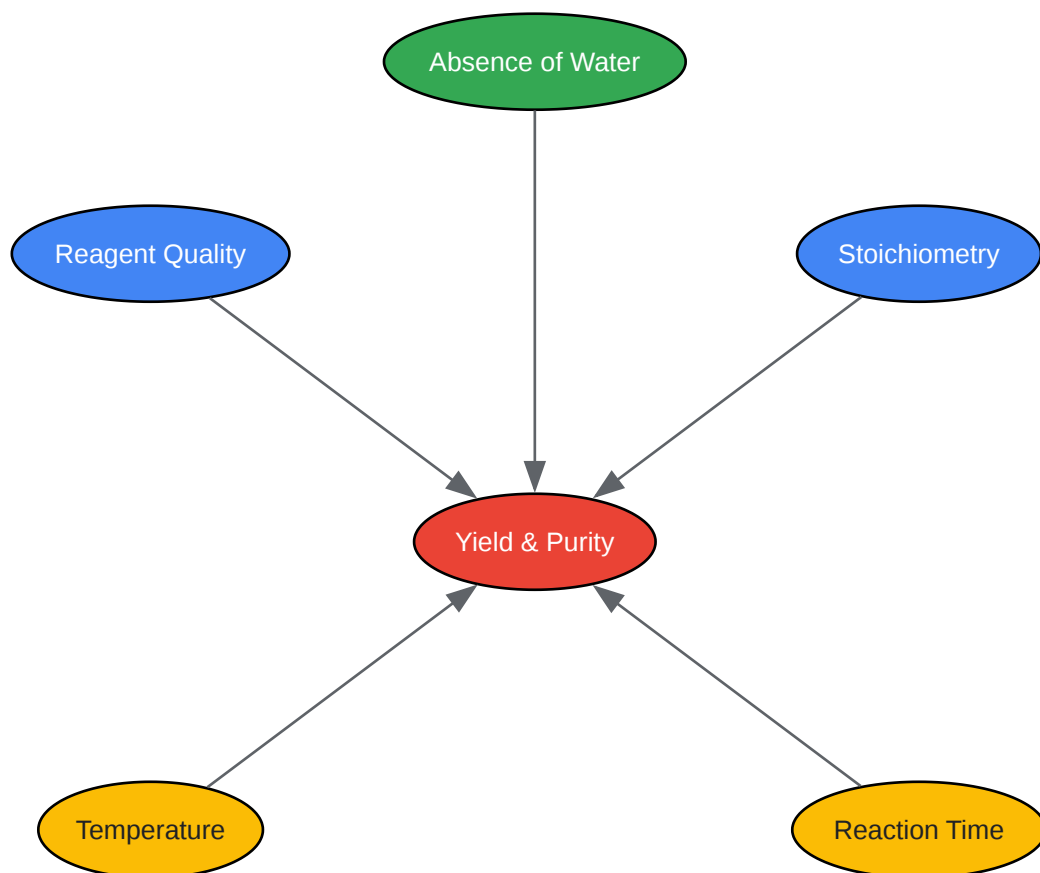 Absence of Water
Reagent Quality
Stoichiometry
Yield & Purity
Temperature
Reaction Time